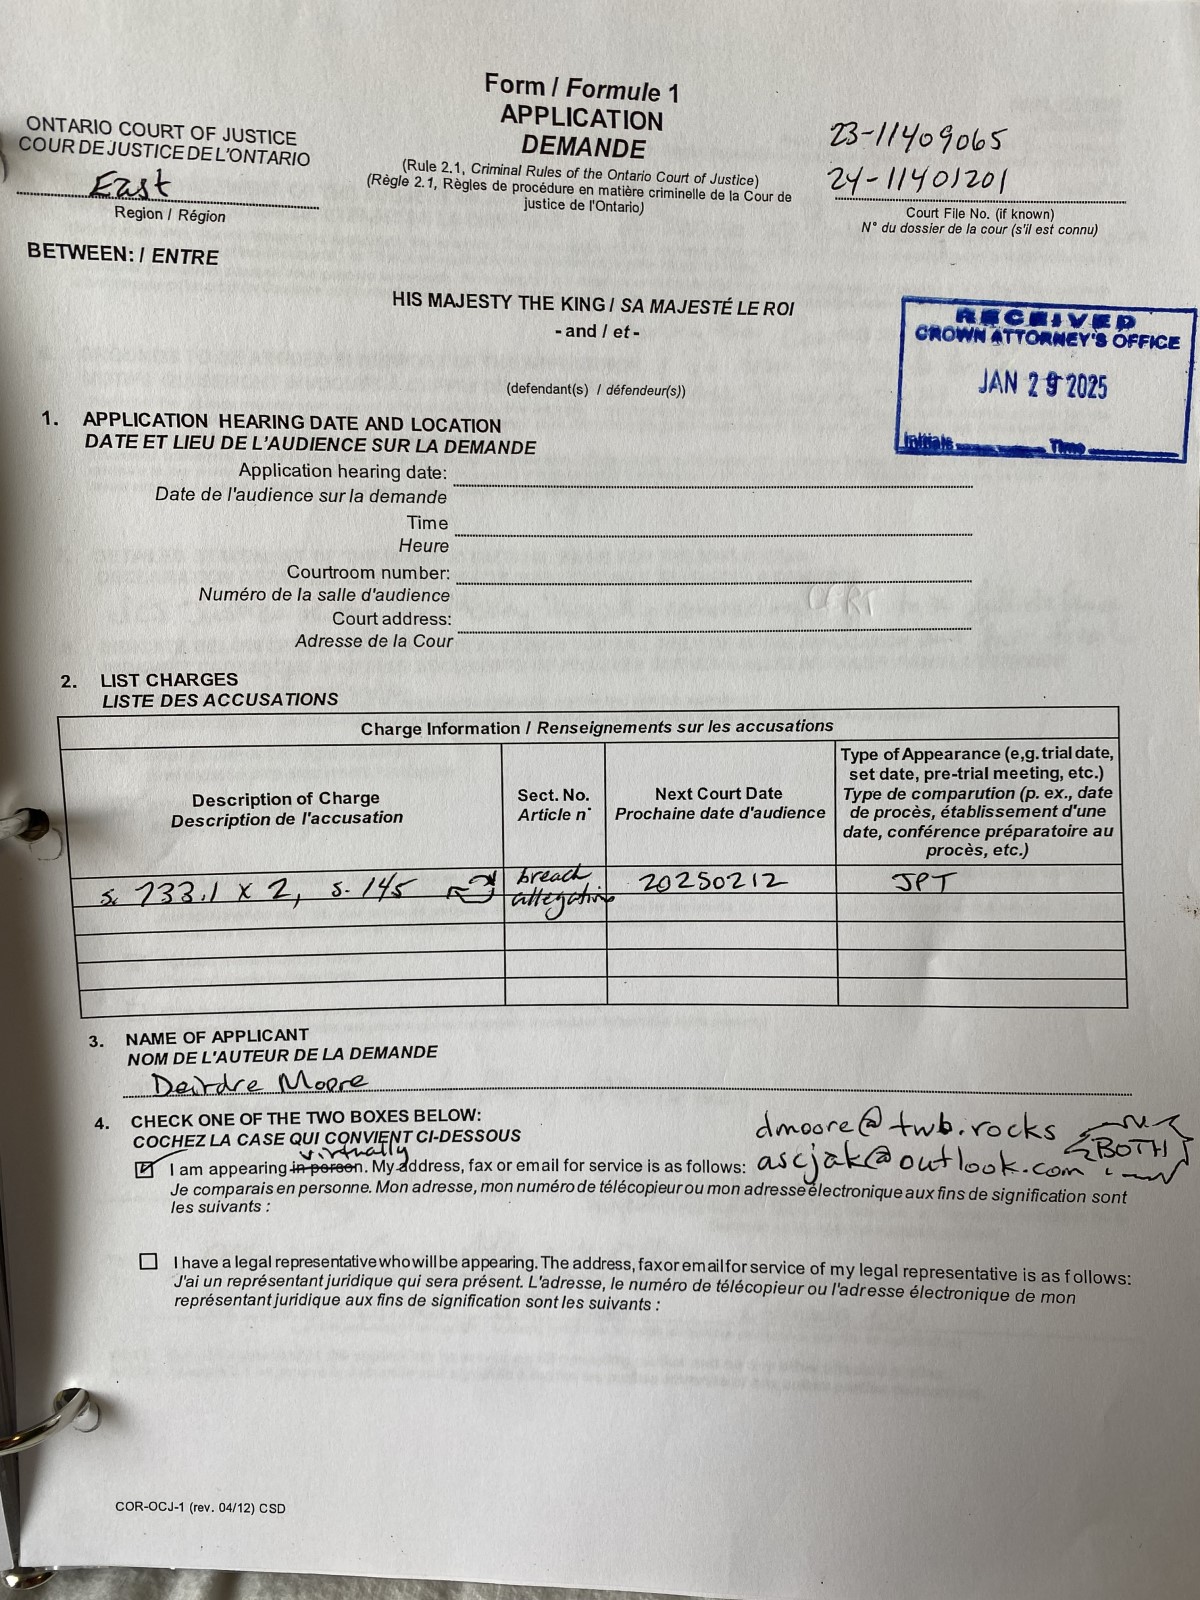 Form / Formule 1
APPLICATION
DEMANDE
(Rule 2.1, Criminal Rules of the Ontario Court of Justice)
(Règle 2.1, Règles de procédure en matière criminelle de la Cour de
justice de l'Ontario)
ONTARIO COURT OF JUSTICE
COUR DE JUSTICE DE L'ONTARIO
East
Region / Région
23-11409065
24-11401201
Court File No. (if known)
N° du dossier de la cour (s'il est connu)
BETWEEN: / ENTRE
HIS MAJESTY THE KING / SA MAJESTÉ LE ROI
- and / et -
(defendant(s) / défendeur(s))
RECEIVED
CROWN ATTORNEY'S OFFICE
JAN 29 2025
Initials Time
1. APPLICATION HEARING DATE AND LOCATION
DATE ET LIEU DE L'AUDIENCE SUR LA DEMANDE
Application hearing date:
Date de l'audience sur la demande
Time
Heure
Courtroom number:
Numéro de la salle d'audience
Court address:
Adresse de la Cour
2. LIST CHARGES
LISTE DES ACCUSATIONS
Charge Information / Renseignements sur les accusations
Description of Charge
Description de l'accusation
Sect. No.
Article n°
Next Court Date
Prochaine date d'audience
Type of Appearance (e,g. trial date,
set date, pre-trial meeting, etc.)
Type de comparution (p. ex., date
de procès, établissement d'une
date, conférence préparatoire au
procès, etc.)
s. 733.1 x 2, s. 145
breach
20250212
JPT
3. NAME OF APPLICANT
NOM DE L'AUTEUR DE LA DEMANDE
Deirdre Moore
4. CHECK ONE OF THE TWO BOXES BELOW:
COCHEZ LA CASE QUI CONVIENT CI-DESSOUS
virtually
I am appearing in person. My address, fax or email for service is as follows:
dmoore@twb.rocks
ascjak@outlook.com
BOTH
Je comparais en personne. Mon adresse, mon numéro de télécopieur ou mon adresse électronique aux fins de signification sont
les suivants :
I have a legal representative who will be appearing. The address, fax or email for service of my legal representative is as follows:
J'ai un représentant juridique qui sera présent. L'adresse, le numéro de télécopieur ou l'adresse électronique de mon
représentant juridique aux fins de signification sont les suivants :
COR-OCJ-1 (rev. 04/12) CSD